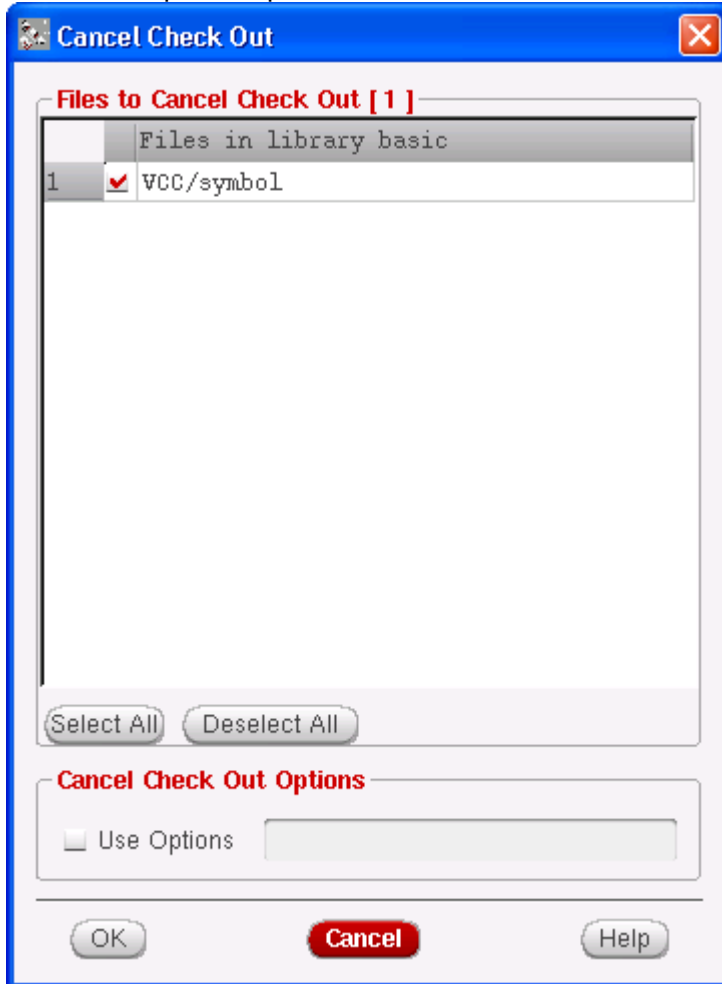 Cancel Check Out
Files to Cancel Check Out [ 1 ]
Files in library basic
1 VCC/symbol
Select All Deselect All
Cancel Check Out Options
Use Options
OK Cancel Help